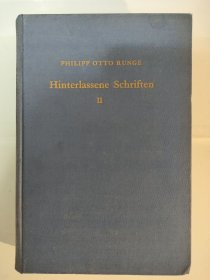 PHILIPP OTTO RUNGE
Hinterlassene Schriften
II